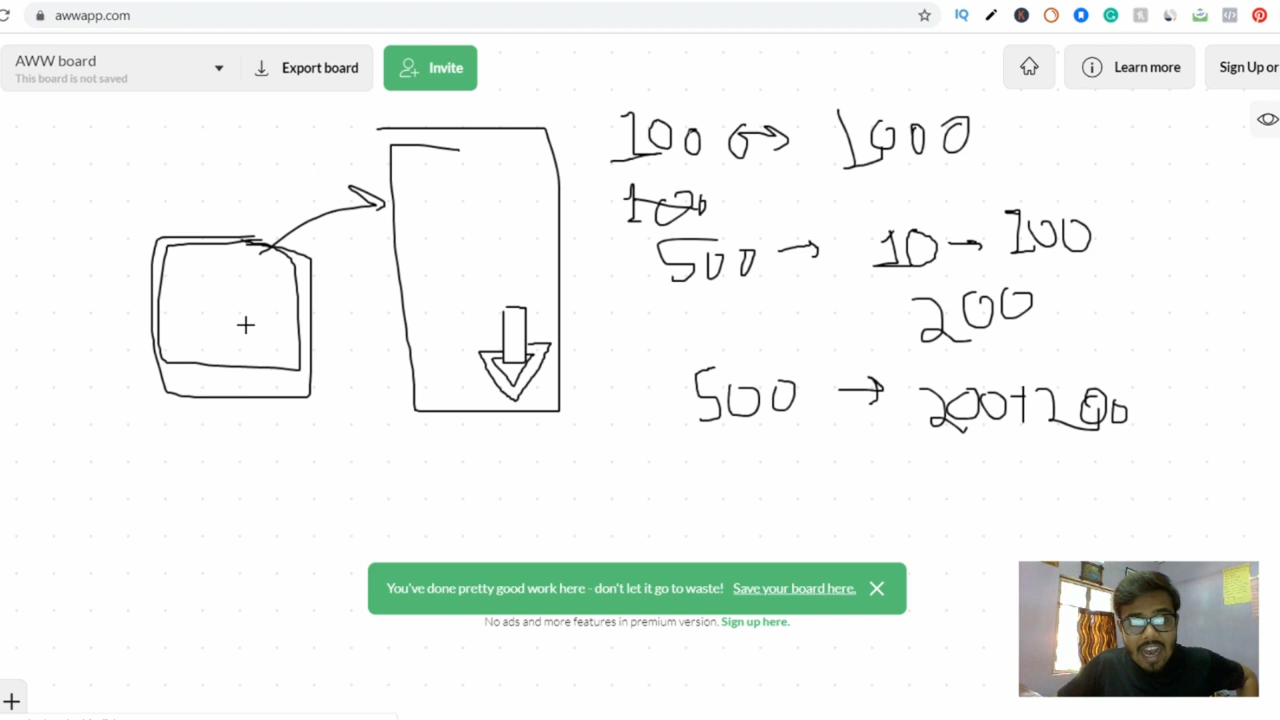 awwapp.com
IQ
K
AWW board
This board is not saved
Export board
Invite
Learn more
Sign Up or
100 ↔ 1000
500 → 10 → 100
200
500 → 200+200
You've done pretty good work here - don't let it go to waste! Save your board here.
No ads and more features in premium version. Sign up here.